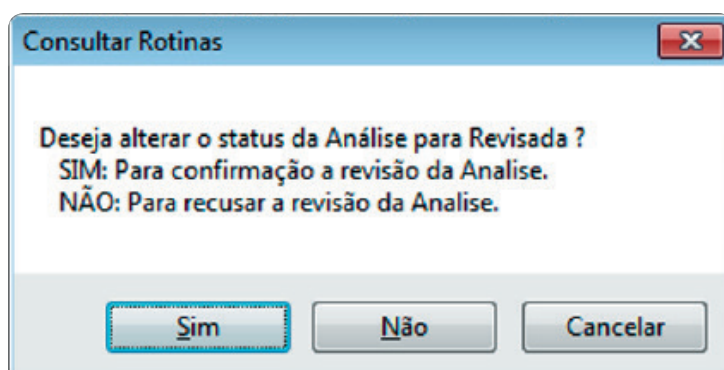 Consultar Rotinas
Deseja alterar o status da Análise para Revisada ?
SIM: Para confirmação a revisão da Analise.
NÃO: Para recusar a revisão da Analise.
Sim
Não
Cancelar